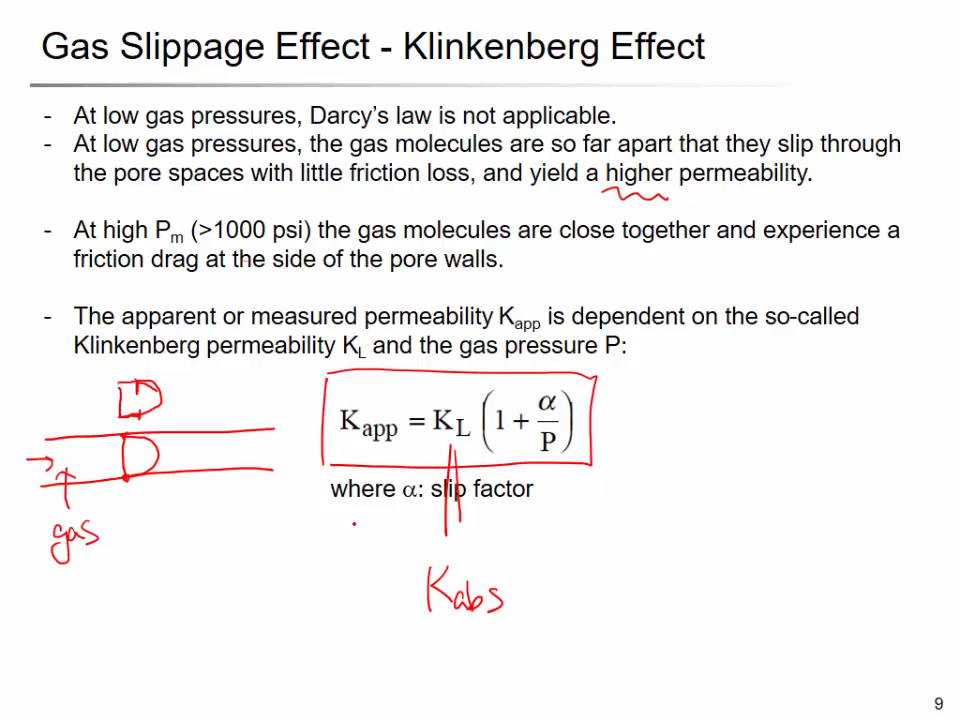 Gas Slippage Effect - Klinkenberg Effect
- At low gas pressures, Darcy's law is not applicable.
- At low gas pressures, the gas molecules are so far apart that they slip through
the pore spaces with little friction loss, and yield a higher permeability.
- At high Pm (>1000 psi) the gas molecules are close together and experience a
friction drag at the side of the pore walls.
- The apparent or measured permeability Kapp is dependent on the so-called
Klinkenberg permeability KL and the gas pressure P:
Kapp = KL (1 + α/P)
where α: slip factor
gas
Kabs
9